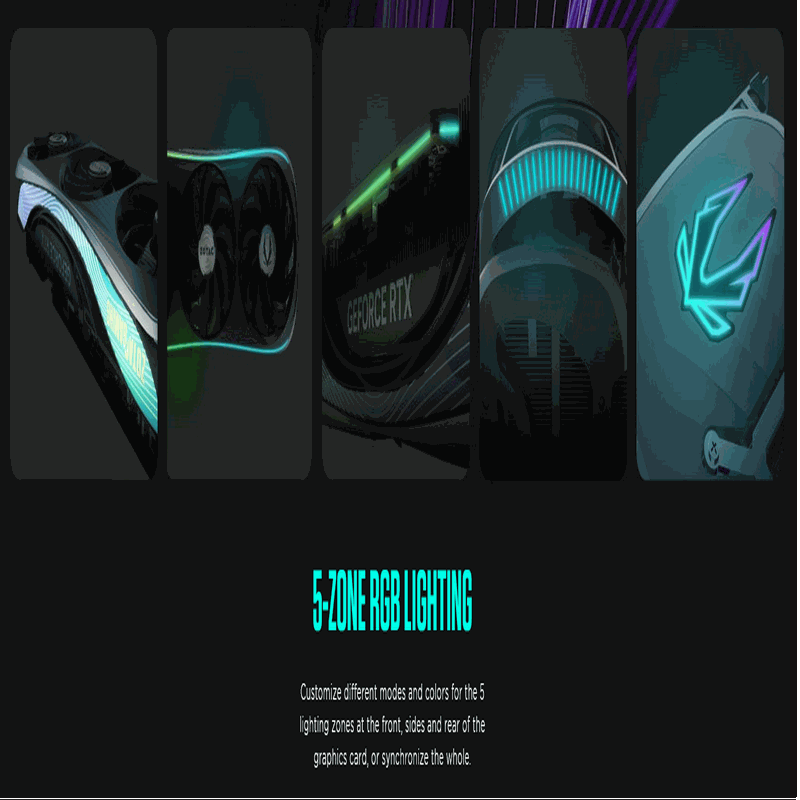 ZOTAC
GEFORCE RTX
5-ZONE RGB LIGHTING
Customize different modes and colors for the 5
lighting zones at the front, sides and rear of the
graphics card, or synchronize the whole.